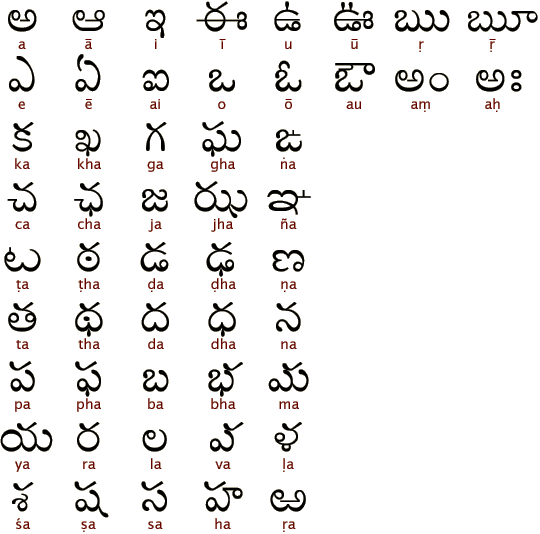 అ ఆ ఇ ఈ ఉ ఊ ఋ ౠ
a ā i ī u ū ṛ ṝ
ఎ ఏ ఐ ఒ ఓ ఔ అం అః
e ē ai o ō au aṃ aḥ
క ఖ గ ఘ ఙ
ka kha ga gha ṅa
చ ఛ జ ఝ ఞ
ca cha ja jha ña
ట ఠ డ ఢ ణ
ṭa ṭha ḍa ḍha ṇa
త థ ద ధ న
ta tha da dha na
ప ఫ బ భ మ
pa pha ba bha ma
య ర ల వ ళ
ya ra la va ḷa
శ ష స హ ఱ
śa ṣa sa ha ṛa